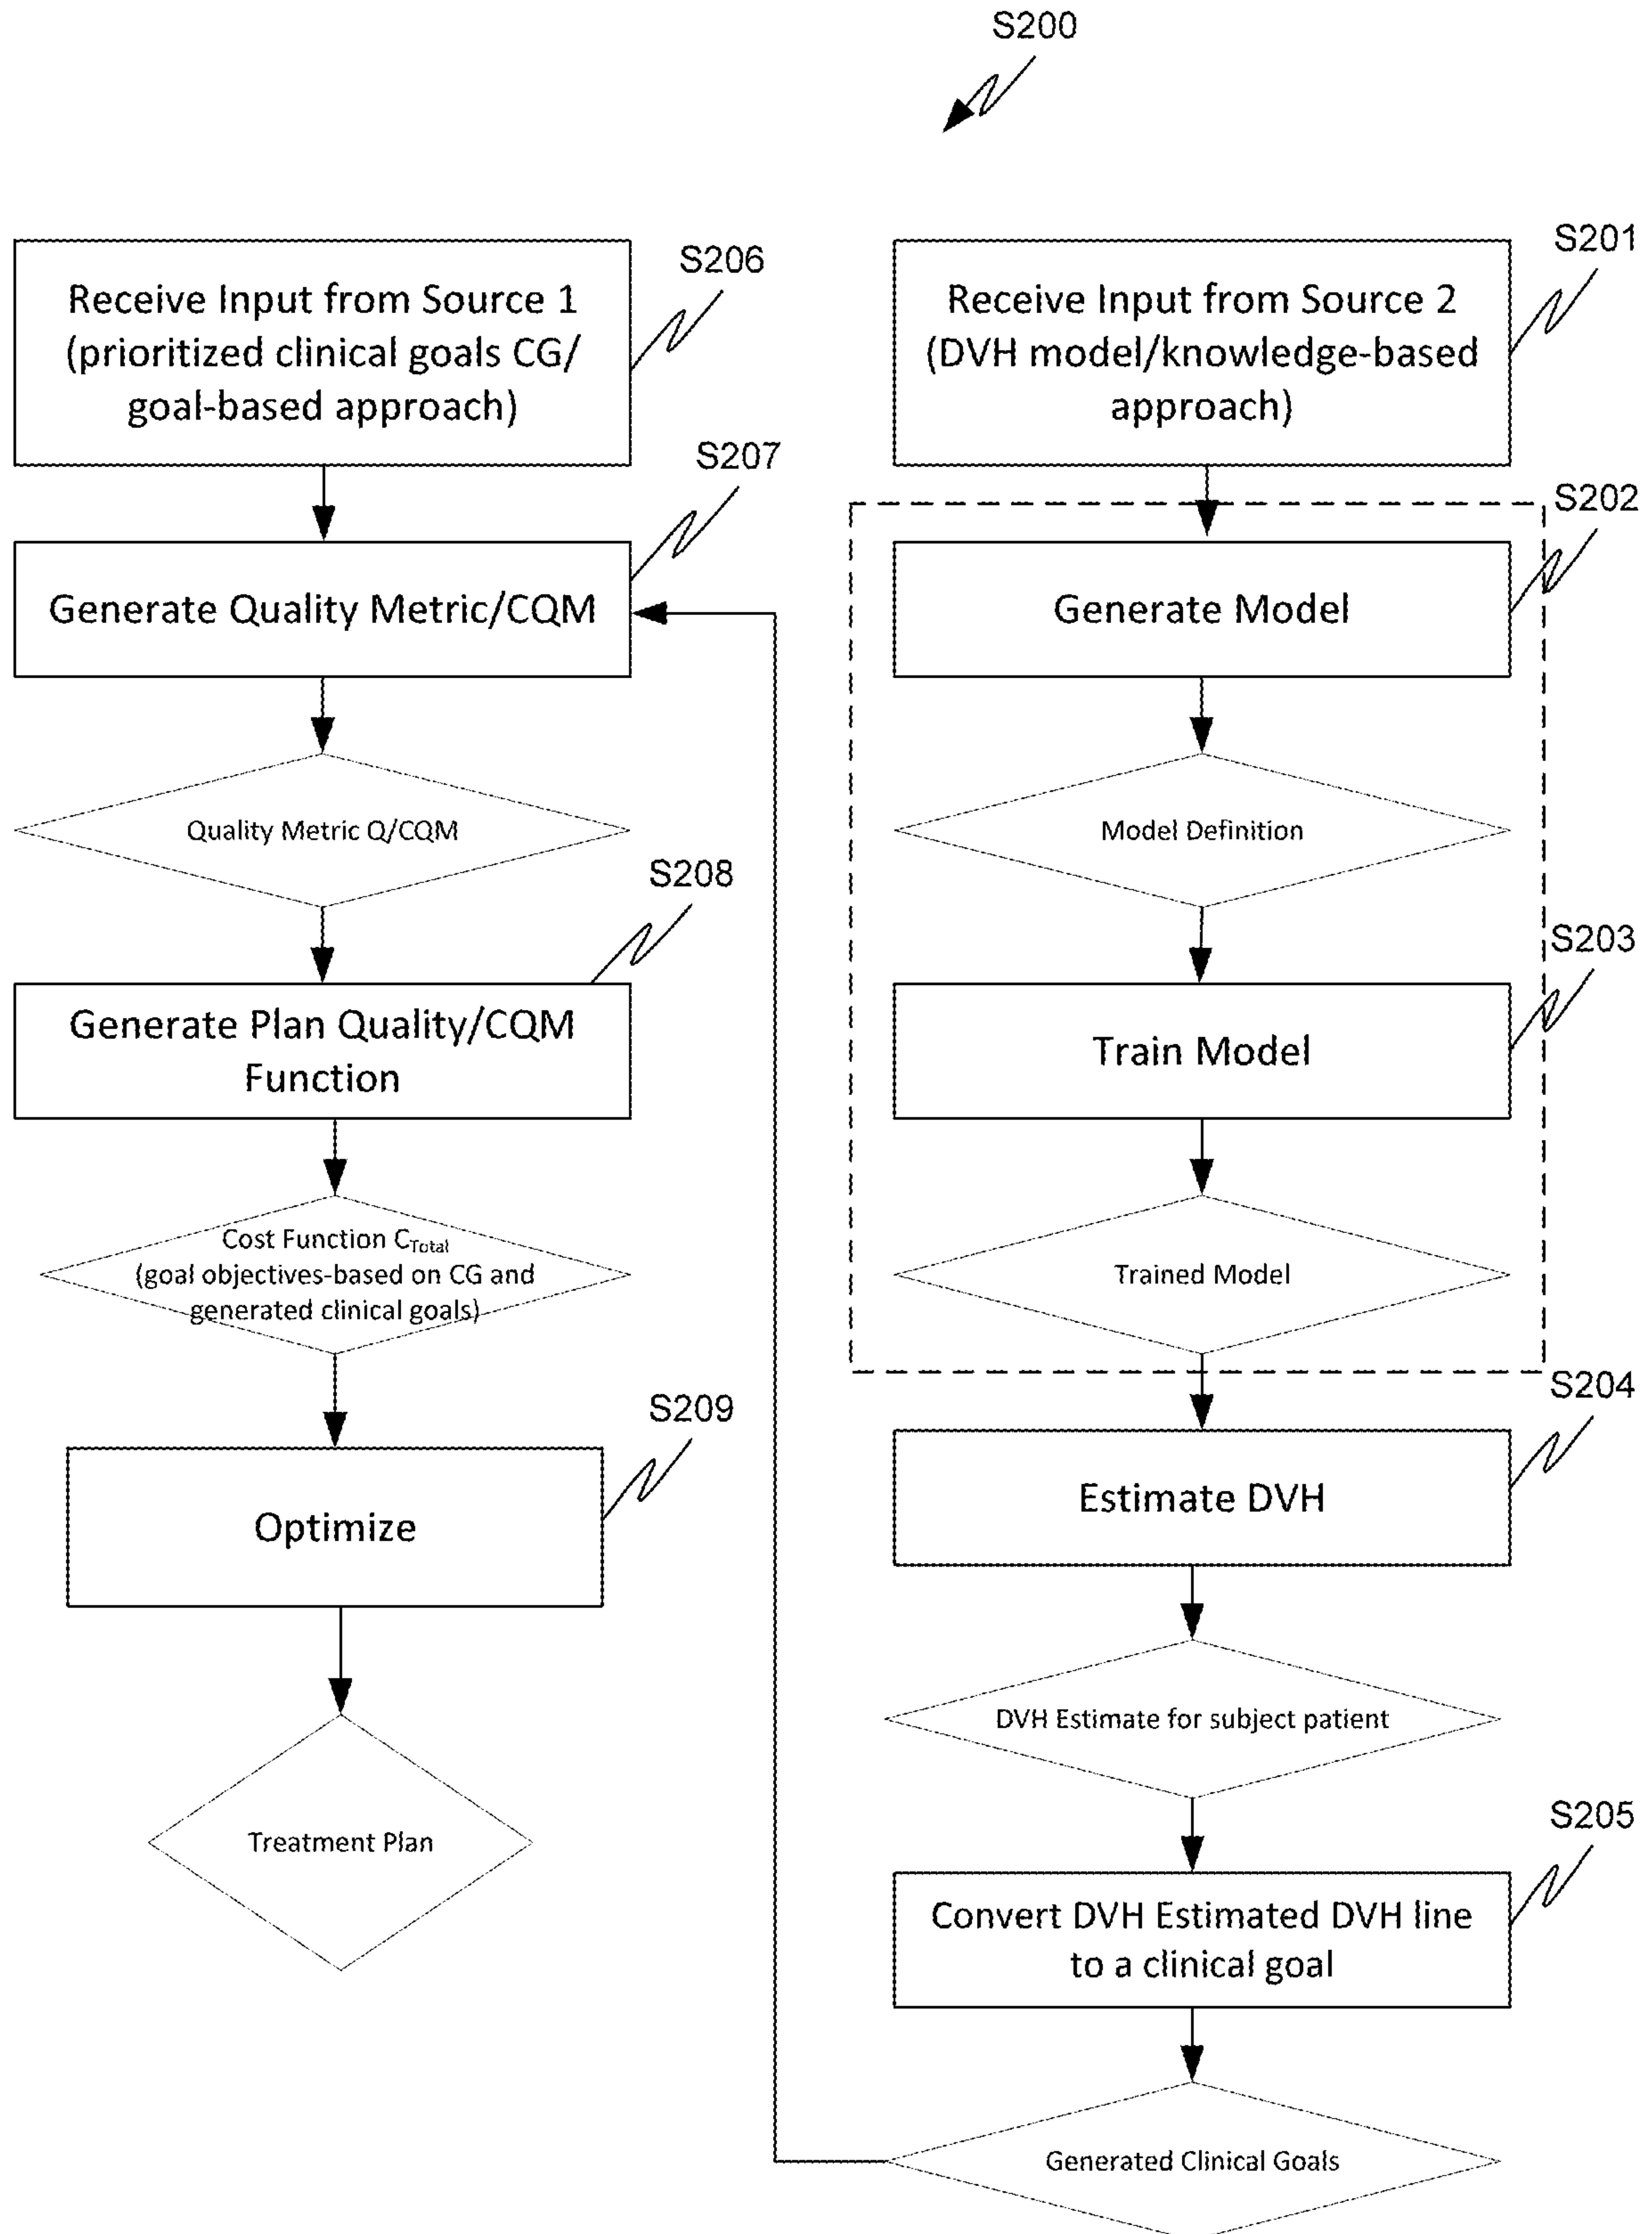 S200
S206
Receive Input from Source 1
(prioritized clinical goals CG/
goal-based approach)
S207
Generate Quality Metric/CQM
Quality Metric Q/CQM
S208
Generate Plan Quality/CQM
Function
Cost Function CTotal
(goal objectives-based on CG and
generated clinical goals)
S209
Optimize
Treatment Plan
S201
Receive Input from Source 2
(DVH model/knowledge-based
approach)
S202
Generate Model
Model Definition
S203
Train Model
Trained Model
S204
Estimate DVH
DVH Estimate for subject patient
S205
Convert DVH Estimated DVH line
to a clinical goal
Generated Clinical Goals